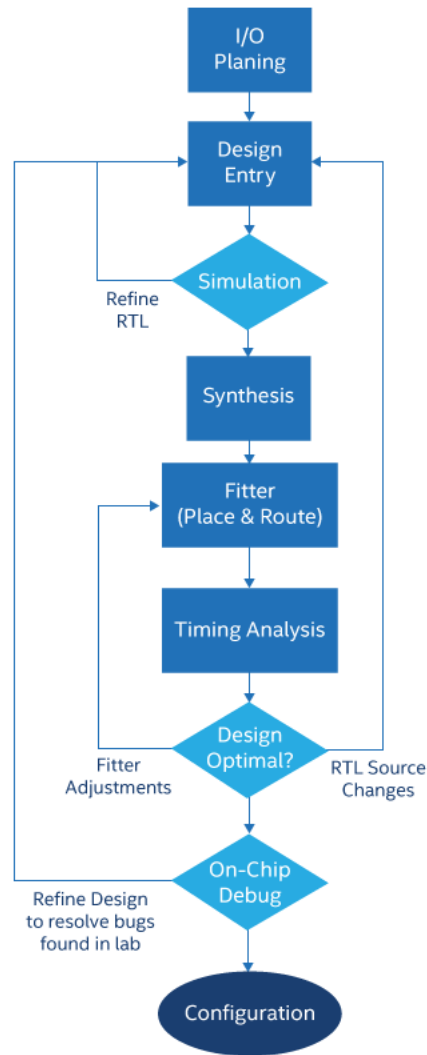 I/O
Planing
Design
Entry
Simulation
Refine
RTL
Synthesis
Fitter
(Place & Route)
Timing Analysis
Design
Optimal?
Fitter
Adjustments
RTL Source
Changes
On-Chip
Debug
Refine Design
to resolve bugs
found in lab
Configuration